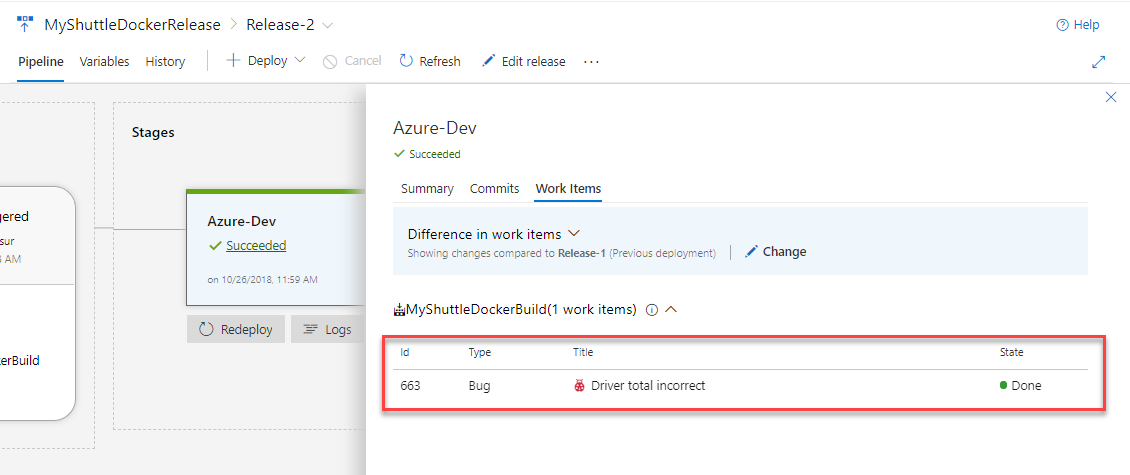 MyShuttleDockerRelease > Release-2
Help
Pipeline Variables History Deploy Cancel Refresh Edit release ...
Stages
gered
sur
AM
erBuild
Azure-Dev
Succeeded
on 10/26/2018, 11:59 AM
Redeploy Logs
Azure-Dev
Succeeded
Summary Commits Work Items
Difference in work items
Showing changes compared to Release-1 (Previous deployment) Change
MyShuttleDockerBuild(1 work items)
Id Type Title State
663 Bug Driver total incorrect Done